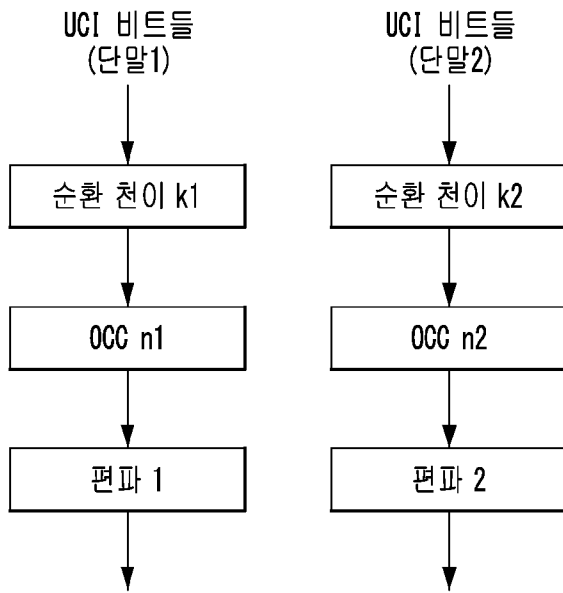 UCI 비트들
(단말1)
순환 천이 k1
OCC n1
편파 1
UCI 비트들
(단말2)
순환 천이 k2
OCC n2
편파 2